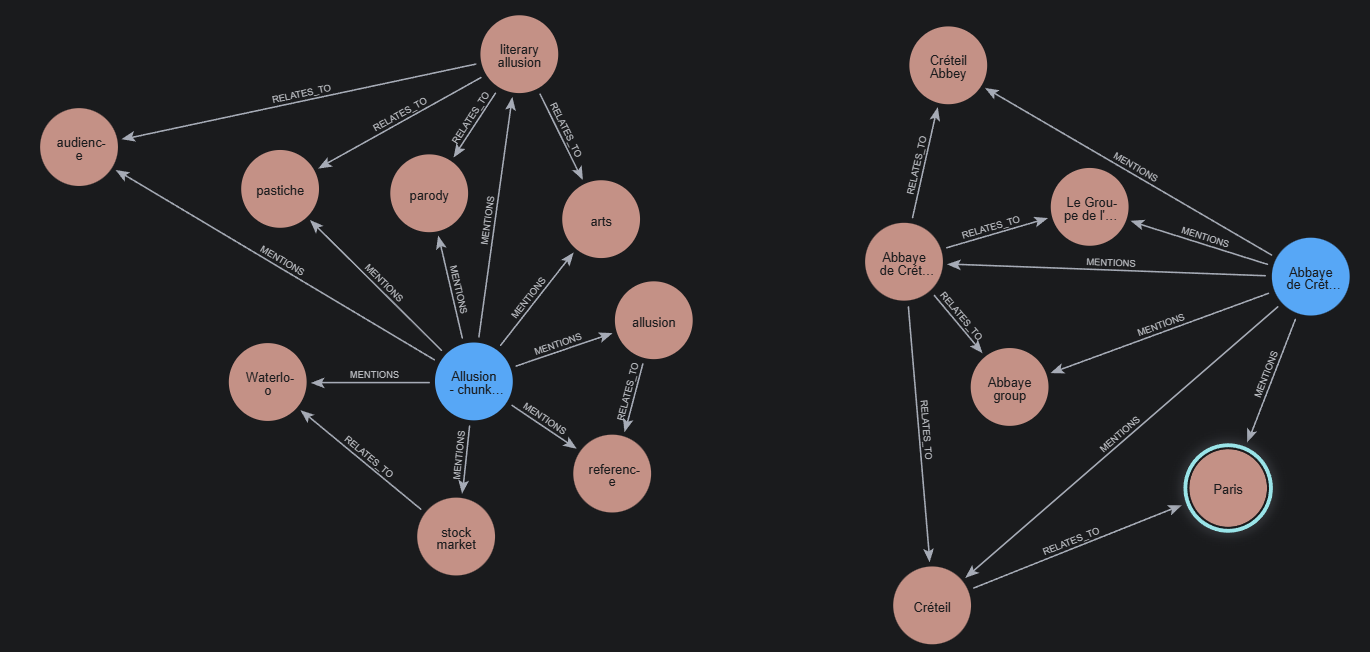 literary
allusion
RELATES_TO
RELATES_TO
RELATES_TO
RELATES_TO
audienc-
e
pastiche
parody
arts
MENTIONS
MENTIONS
MENTIONS
MENTIONS
MENTIONS
allusion
MENTIONS
Waterlo-
o
MENTIONS
Allusion
- chunk...
RELATES_TO
MENTIONS
RELATES_TO
MENTIONS
referenc-
e
stock
market
Créteil
Abbey
RELATES_TO
MENTIONS
Le Grou-
pe de l'...
RELATES_TO
MENTIONS
Abbaye
de Crét...
MENTIONS
Abbaye
de Crét...
RELATES_TO
MENTIONS
Abbaye
group
MENTIONS
RELATES_TO
MENTIONS
Paris
RELATES_TO
Créteil